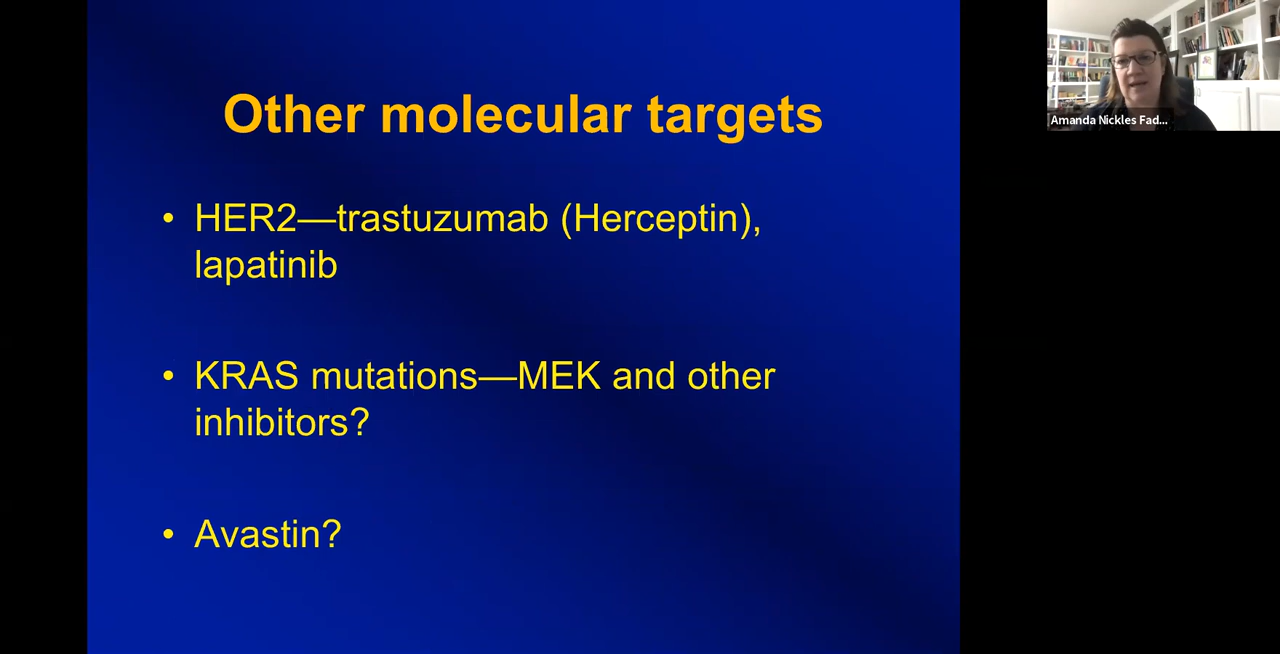 Other molecular targets
• HER2—trastuzumab (Herceptin),
lapatinib
• KRAS mutations—MEK and other
inhibitors?
• Avastin?
Amanda Nickles Fad...